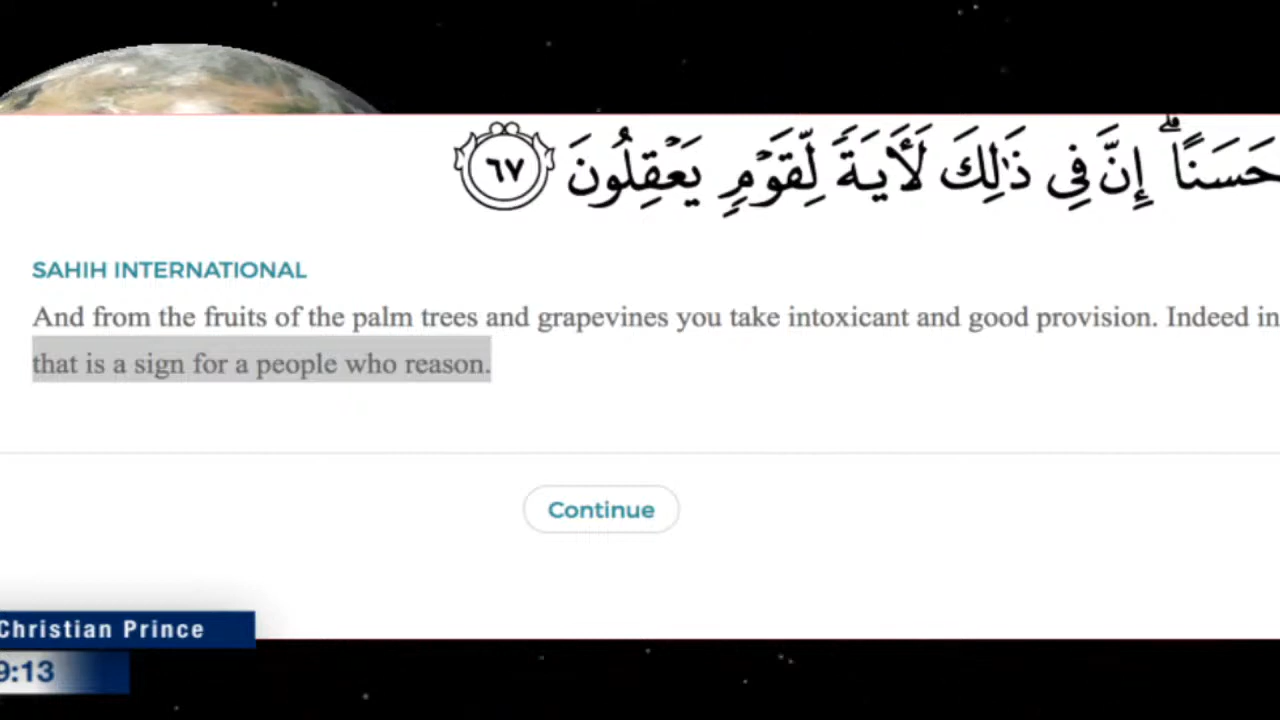 حَسَنًا ۗ إِنَّ فِي ذَٰلِكَ لَآيَةً لِّقَوْمٍ يَعْقِلُونَ ٦٧
SAHIH INTERNATIONAL
And from the fruits of the palm trees and grapevines you take intoxicant and good provision. Indeed in
that is a sign for a people who reason.
Continue
Christian Prince
9:13